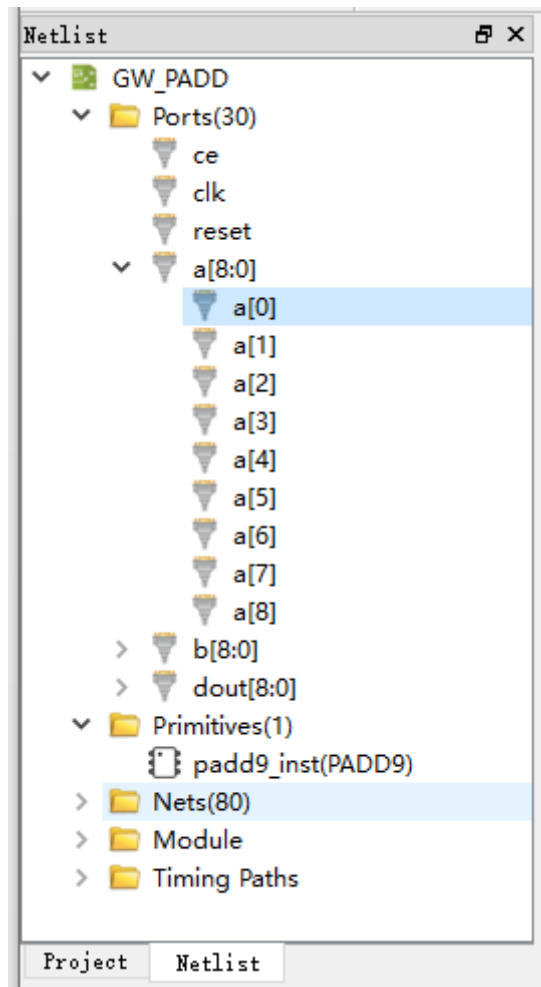 Netlist
GW_PADD
Ports(30)
ce
clk
reset
a[8:0]
a[0]
a[1]
a[2]
a[3]
a[4]
a[5]
a[6]
a[7]
a[8]
b[8:0]
dout[8:0]
Primitives(1)
padd9_inst(PADD9)
Nets(80)
Module
Timing Paths
Project Netlist